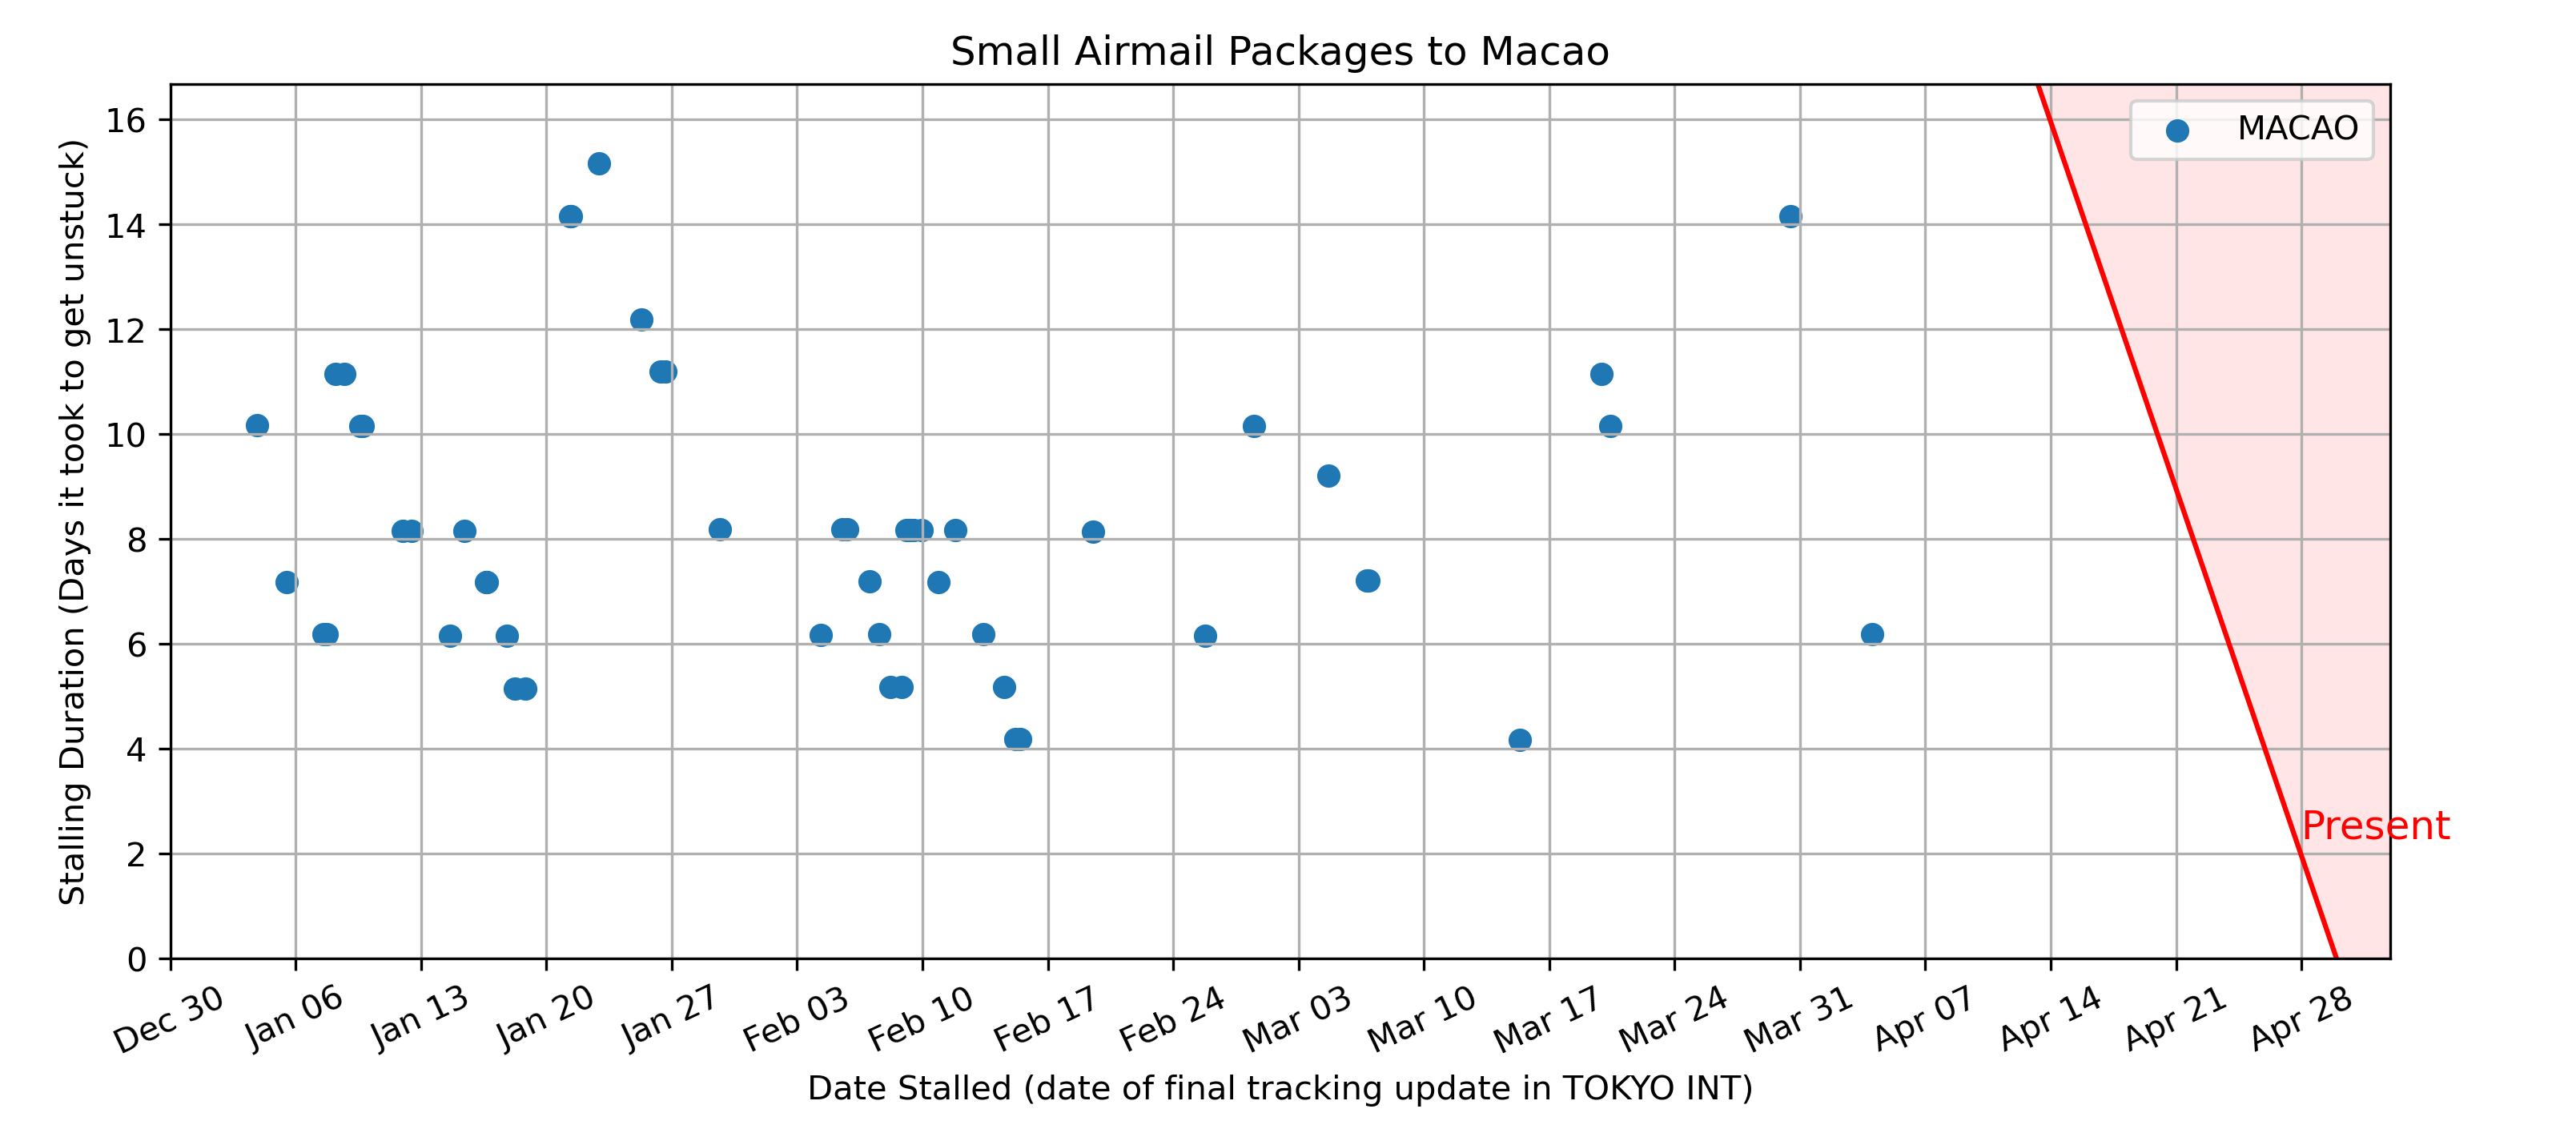 Small Airmail Packages to Macao
MACAO
16
14
12
10
8
6
4
2
0
Stalling Duration (Days it took to get unstuck)
Present
Dec 30
Jan 06
Jan 13
Jan 20
Jan 27
Feb 03
Feb 10
Feb 17
Feb 24
Mar 03
Mar 10
Mar 17
Mar 24
Mar 31
Apr 07
Apr 14
Apr 21
Apr 28
Date Stalled (date of final tracking update in TOKYO INT)